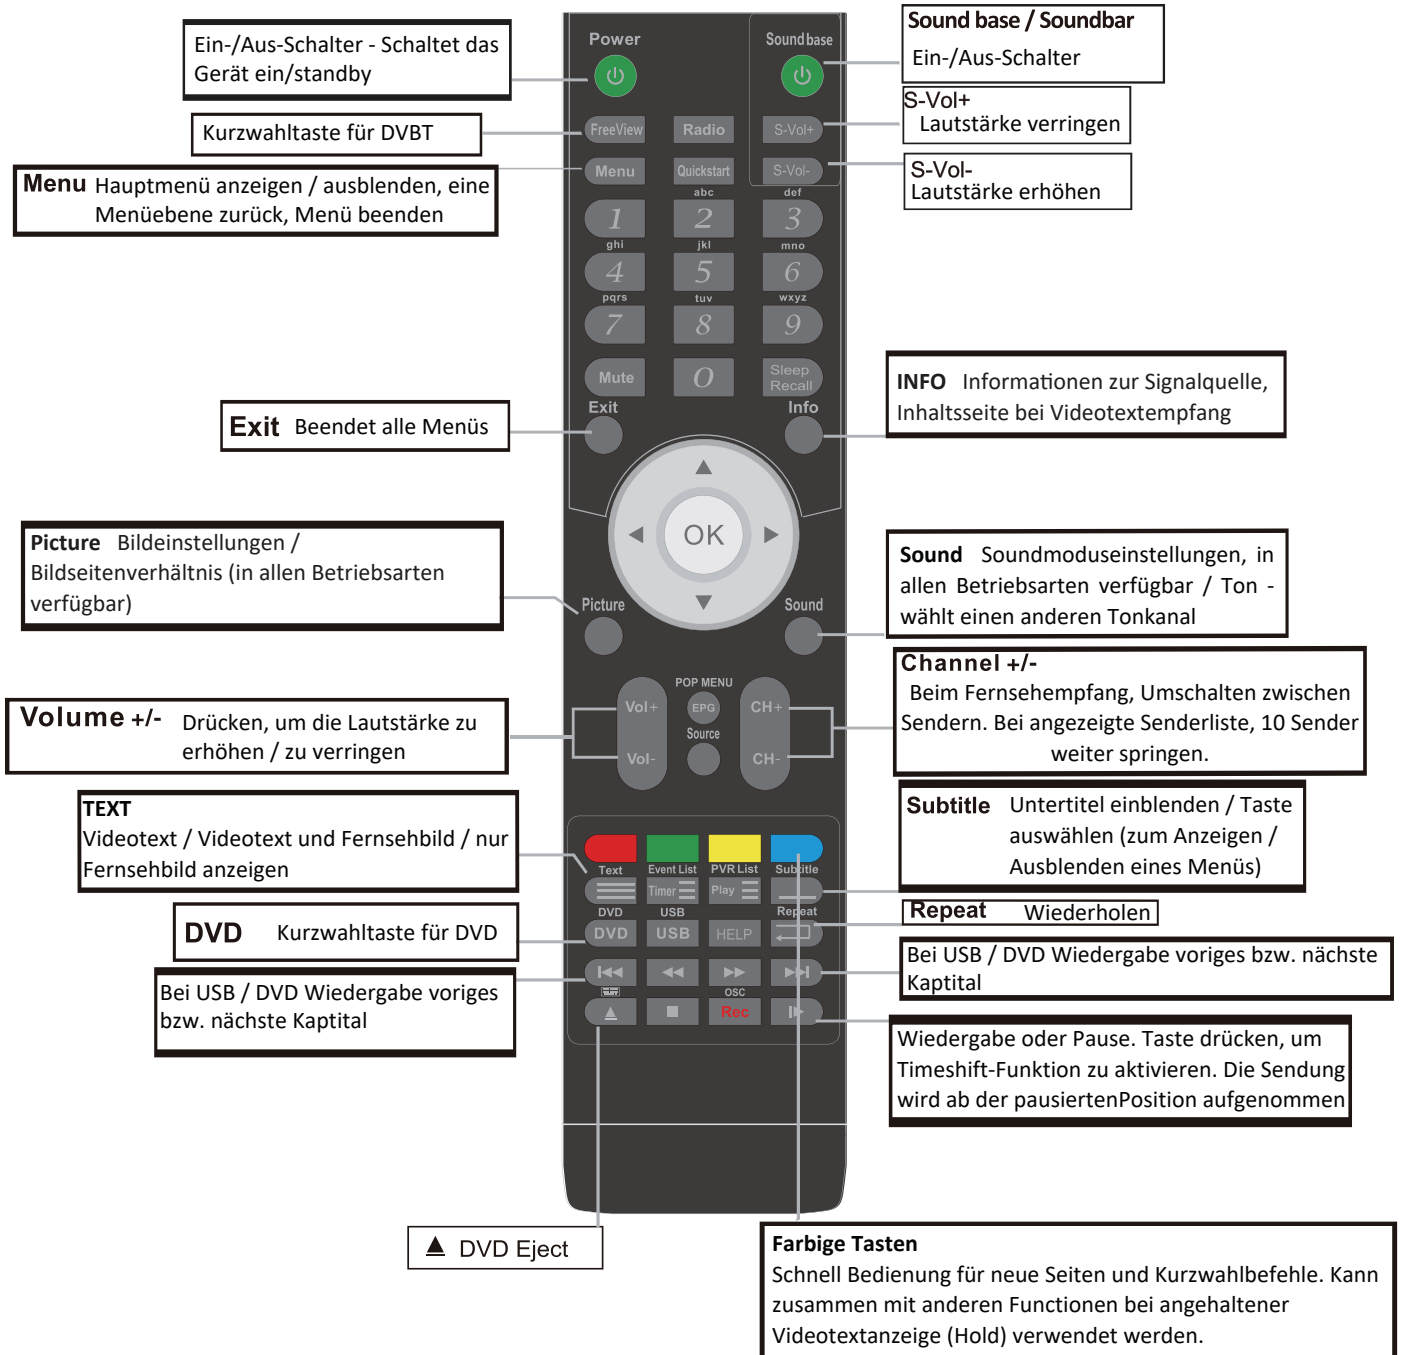 Power
Sound base
FreeView
Radio
S-Vol+
Menu
Quickstart
S-Vol-
abc
def
1
2
3
ghi
jkl
mno
4
5
6
pqrs
tuv
wxyz
7
8
9
Mute
0
Sleep
Recall
Exit
Info
OK
Picture
Sound
POP MENU
Vol+
EPG
CH+
Source
Vol-
CH-
Text
Event List
PVR List
Subtitle
Timer
Play
DVD
USB
Repeat
DVD
USB
HELP
OSC
Rec
Ein-/Aus-Schalter - Schaltet das
Gerät ein/standby
Kurzwahltaste für DVBT
Menu Hauptmenü anzeigen / ausblenden, eine
Menüebene zurück, Menü beenden
Exit Beendet alle Menüs
Picture Bildeinstellungen /
Bildseitenverhältnis (in allen Betriebsarten
verfügbar)
Volume +/- Drücken, um die Lautstärke zu
erhöhen / zu verringen
TEXT
Videotext / Videotext und Fernsehbild / nur
Fernsehbild anzeigen
DVD Kurzwahltaste für DVD
Bei USB / DVD Wiedergabe voriges
bzw. nächste Kaptital
DVD Eject
Sound base / Soundbar
Ein-/Aus-Schalter
S-Vol+
Lautstärke verringen
S-Vol-
Lautstärke erhöhen
INFO Informationen zur Signalquelle,
Inhaltsseite bei Videotextempfang
Sound Soundmoduseinstellungen, in
allen Betriebsarten verfügbar / Ton -
wählt einen anderen Tonkanal
Channel +/-
Beim Fernsehempfang, Umschalten zwischen
Sendern. Bei angezeigte Senderliste, 10 Sender
weiter springen.
Subtitle Untertitel einblenden / Taste
auswählen (zum Anzeigen /
Ausblenden eines Menüs)
Repeat Wiederholen
Bei USB / DVD Wiedergabe voriges bzw. nächste
Kaptital
Wiedergabe oder Pause. Taste drücken, um
Timeshift-Funktion zu aktivieren. Die Sendung
wird ab der pausiertenPosition aufgenommen
Farbige Tasten
Schnell Bedienung für neue Seiten und Kurzwahlbefehle. Kann
zusammen mit anderen Functionen bei angehaltener
Videotextanzeige (Hold) verwendet werden.